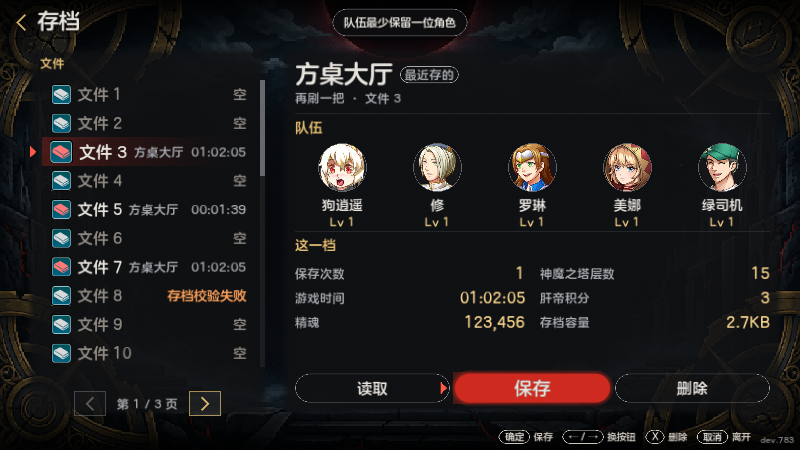 存档
队伍最少保留一位角色
文件
文件 1 空
文件 2 空
文件 3 方桌大厅 01:02:05
文件 4 空
文件 5 方桌大厅 00:01:39
文件 6 空
文件 7 方桌大厅 01:02:05
文件 8 存档校验失败
文件 9 空
文件 10 空
第 1 / 3 页
方桌大厅 最近存的
再刷一把 · 文件 3
队伍
狗逍遥 修 罗琳 美娜 绿司机
Lv 1 Lv 1 Lv 1 Lv 1 Lv 1
这一档
保存次数 1 神魔之塔层数 15
游戏时间 01:02:05 肝帝积分 3
精魂 123,456 存档容量 2.7KB
读取 保存 删除
确定 保存 ←/→ 换按钮 X 删除 取消 离开
dev.783